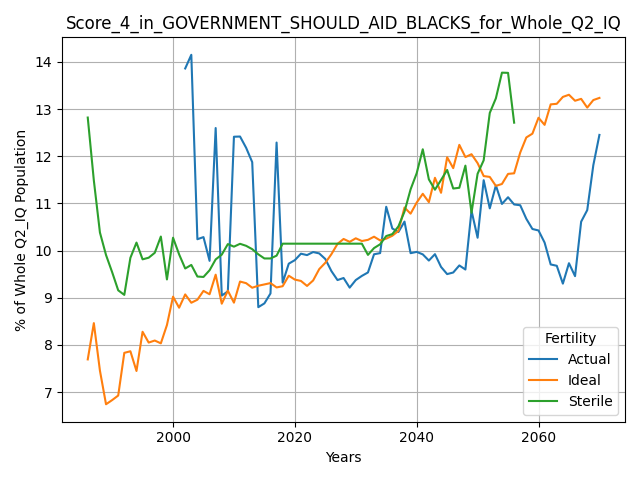 Score_4_in_GOVERNMENT_SHOULD_AID_BLACKS_for_Whole_Q2_IQ
% of Whole Q2_IQ Population
14
13
12
11
10
9
8
7
2000 2020 2040 2060
Years
Fertility
Actual
Ideal
Sterile